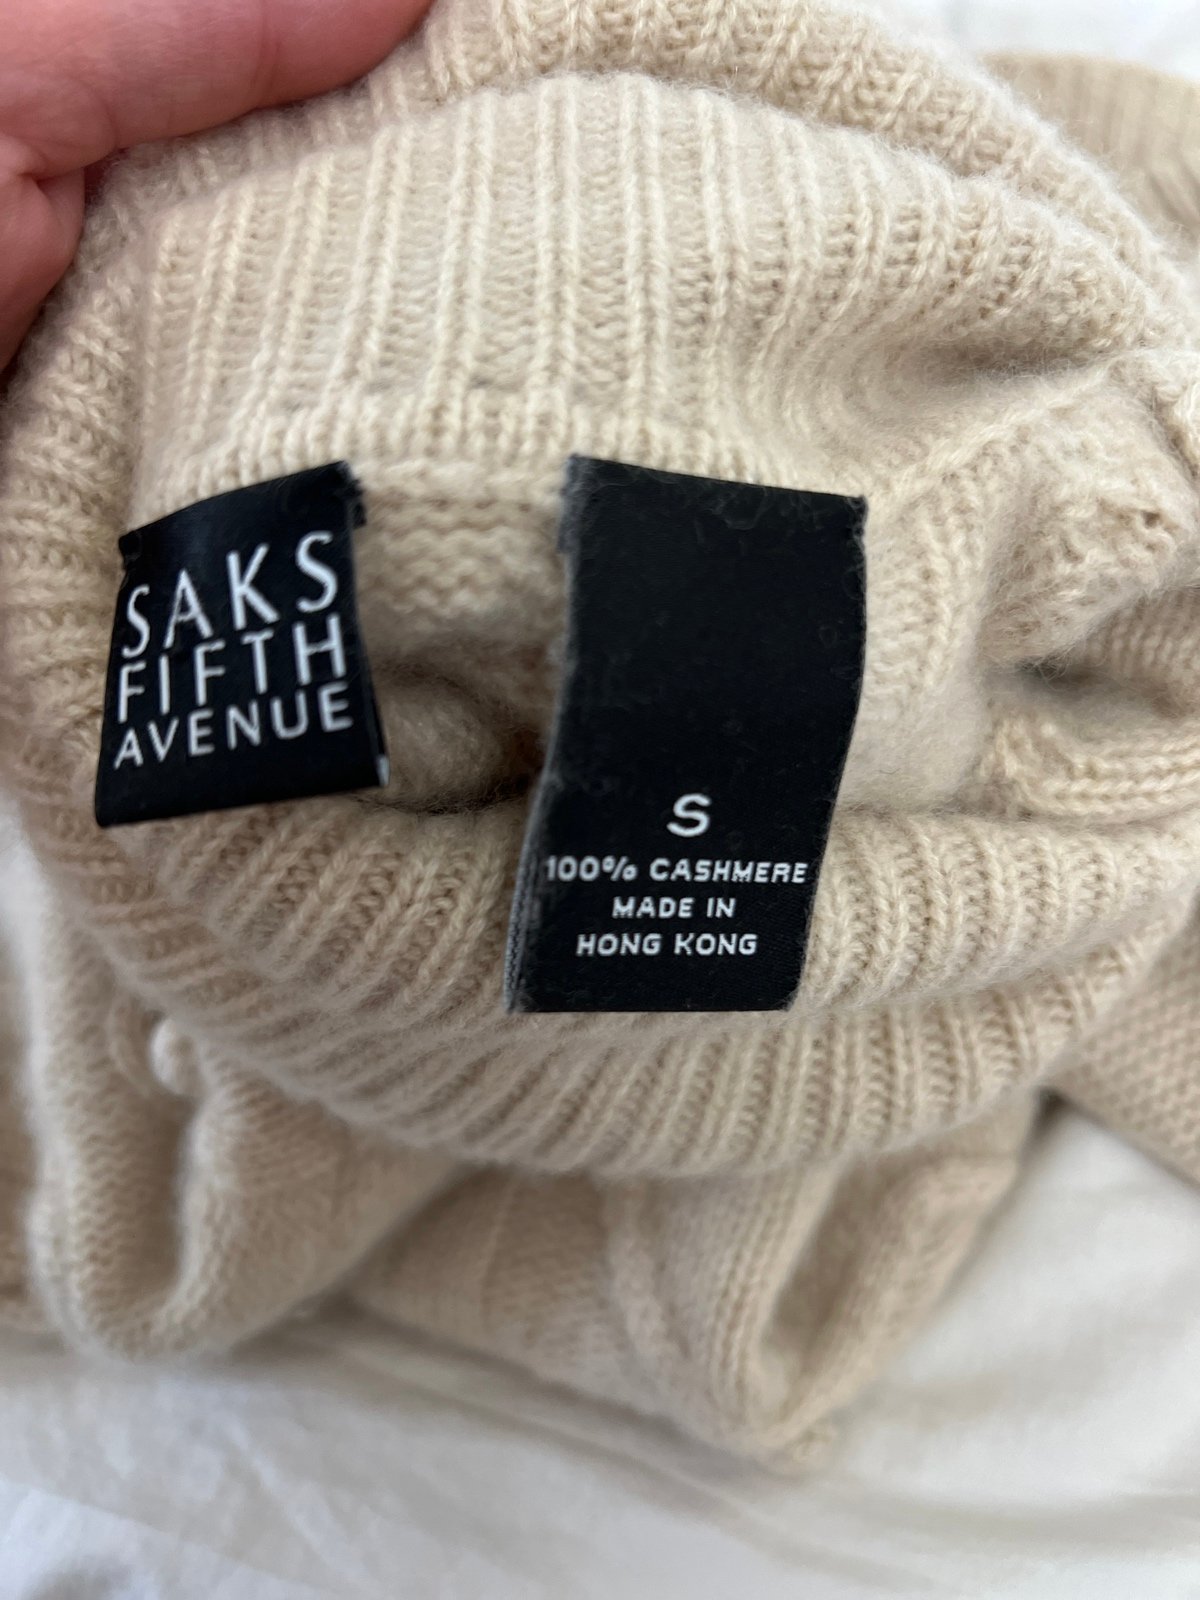 SAKS
FIFTH
AVENUE
S
100% CASHMERE
MADE IN
HONG KONG